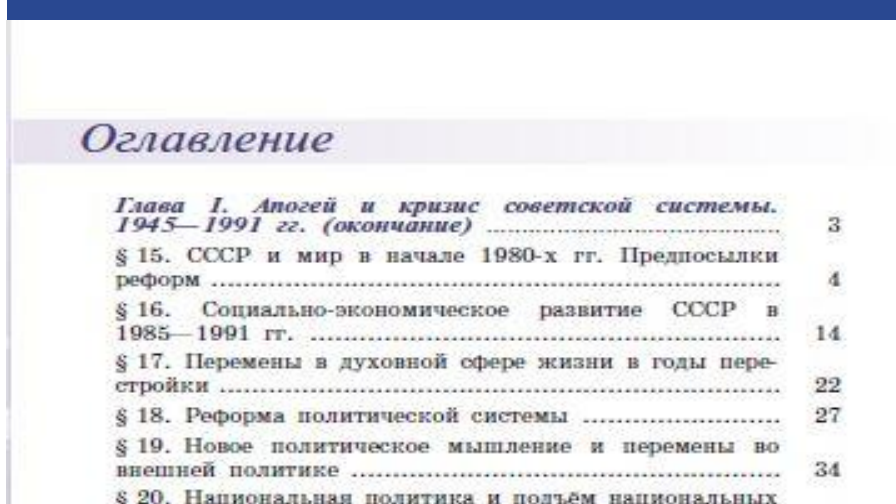 Оглавление
Глава I. Апогей и кризис советской системы.
1945—1991 гг. (окончание) ........................................ 3
§ 15. СССР и мир в начале 1980-х гг. Предпосылки
реформ ........................................ 4
§ 16. Социально-экономическое развитие СССР в
1985—1991 гг. ........................................ 14
§ 17. Перемены в духовной сфере жизни в годы пере-
стройки ........................................ 22
§ 18. Реформа политической системы ........................ 27
§ 19. Новое политическое мышление и перемены во
внешней политике ........................................ 34
§ 20. Национальная политика и подъём национальных